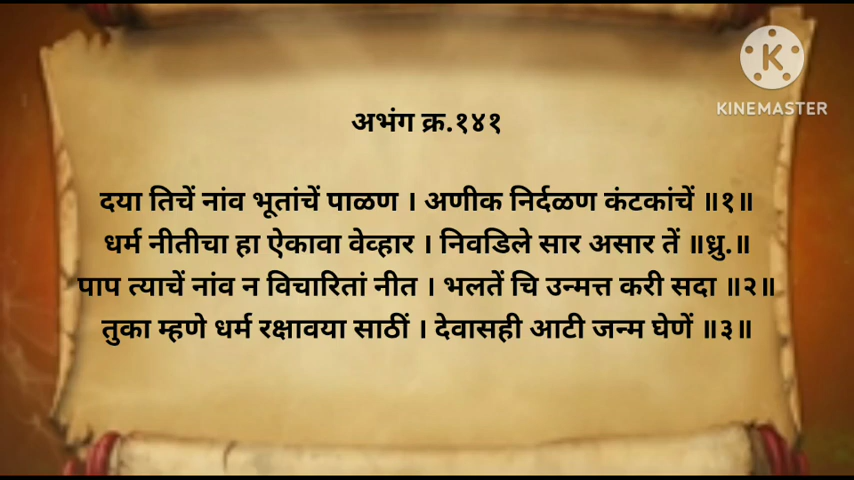 KINEMASTER
अभंग क्र.१४१
दया तिचें नांव भूतांचें पाळण । अणीक निर्दळण कंटकांचें ॥१॥
धर्म नीतीचा हा ऐकावा वेव्हार । निवडिले सार असार तें ॥ध्रु.॥
पाप त्याचें नांव न विचारितां नीत । भलतें चि उन्मत्त करी सदा ॥२॥
तुका म्हणे धर्म रक्षावया साठीं । देवासही आटी जन्म घेणें ॥३॥